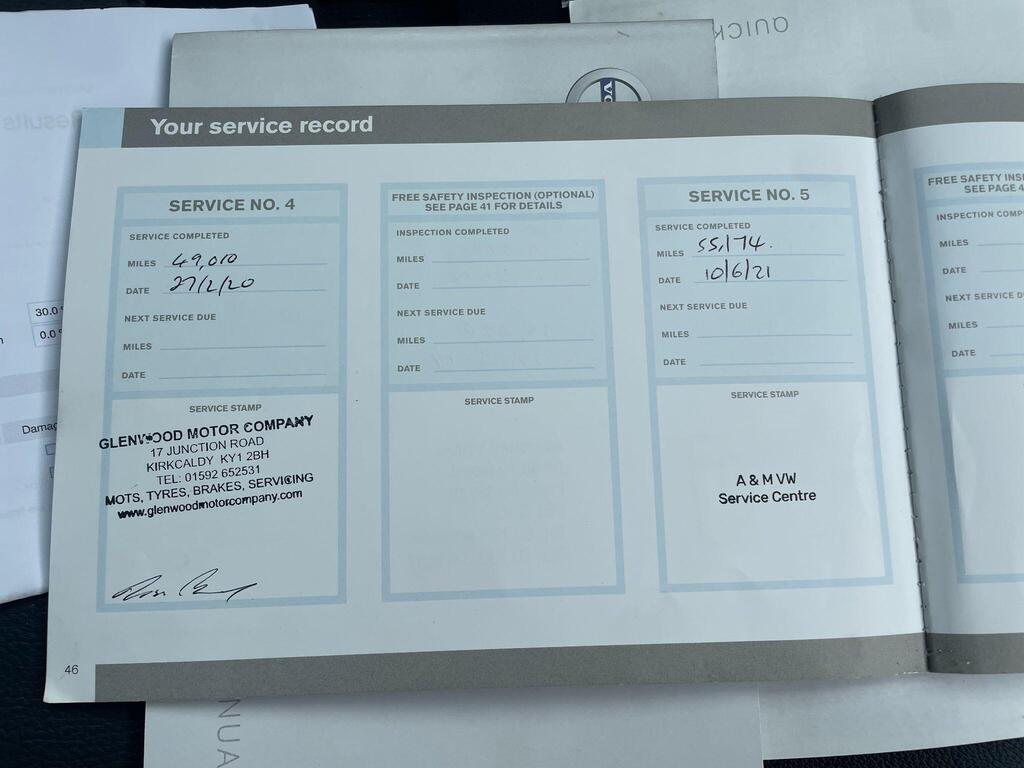 QUICK
VO
Results
Your service record
SERVICE NO. 4
SERVICE COMPLETED
MILES 49,010
DATE 27/2/20
NEXT SERVICE DUE
MILES
DATE
SERVICE STAMP
GLENWOOD MOTOR COMPANY
17 JUNCTION ROAD
KIRKCALDY KY1 2BH
TEL: 01592 652531
MOTS, TYRES, BRAKES, SERVICING
www.glenwoodmotorcompany.com
FREE SAFETY INSPECTION (OPTIONAL)
SEE PAGE 41 FOR DETAILS
INSPECTION COMPLETED
MILES
DATE
NEXT SERVICE DUE
MILES
DATE
SERVICE STAMP
SERVICE NO. 5
SERVICE COMPLETED
MILES 55,174.
DATE 10/6/21
NEXT SERVICE DUE
MILES
DATE
SERVICE STAMP
A & M VW
Service Centre
FREE SAFETY INSP
SEE PAGE 4
INSPECTION COMP
MILES
DATE
NEXT SERVICE D
MILES
DATE
30.0
0.0
Damag
46
NUA